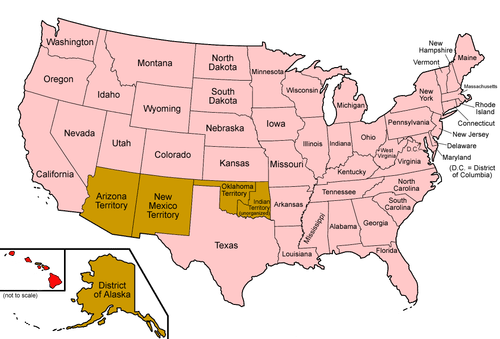 Washington
Oregon
California
Nevada
Idaho
Montana
Wyoming
Utah
Colorado
Arizona
Territory
New
Mexico
Territory
North
Dakota
South
Dakota
Nebraska
Kansas
Oklahoma
Territory
Indian
Territory
(unorganized)
Texas
Minnesota
Iowa
Missouri
Arkansas
Louisiana
Wisconsin
Illinois
Michigan
Indiana
Ohio
Kentucky
Tennessee
Mississippi
Alabama
Georgia
Florida
South
Carolina
North
Carolina
Virginia
West
Virginia
D.C.
Pennsylvania
New
York
Vermont
New
Hampshire
Maine
Massachusetts
Rhode
Island
Connecticut
New Jersey
Delaware
Maryland
(D.C. = District
of Columbia)
(not to scale)
District
of Alaska